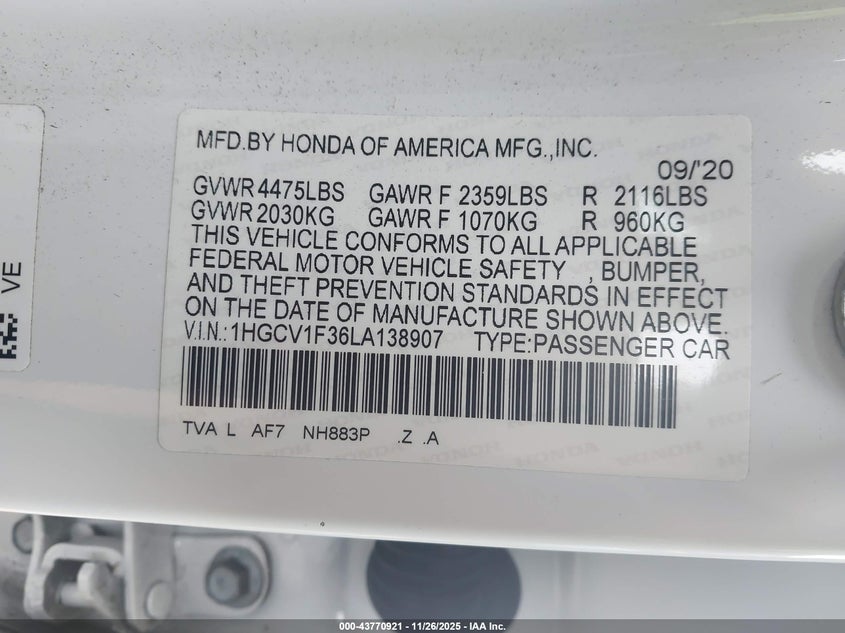 MFD.BY HONDA OF AMERICA MFG.,INC.
09/'20
GVWR 4475LBS GAWR F 2359LBS R 2116LBS
GVWR 2030KG GAWR F 1070KG R 960KG
THIS VEHICLE CONFORMS TO ALL APPLICABLE
FEDERAL MOTOR VEHICLE SAFETY , BUMPER,
AND THEFT PREVENTION STANDARDS IN EFFECT
ON THE DATE OF MANUFACTURE SHOWN ABOVE.
V.I.N.:1HGCV1F36LA138907 TYPE:PASSENGER CAR
TVA L AF7 NH883P .Z .A
VE
000-43770921 - 11/26/2025 - IAA Inc.